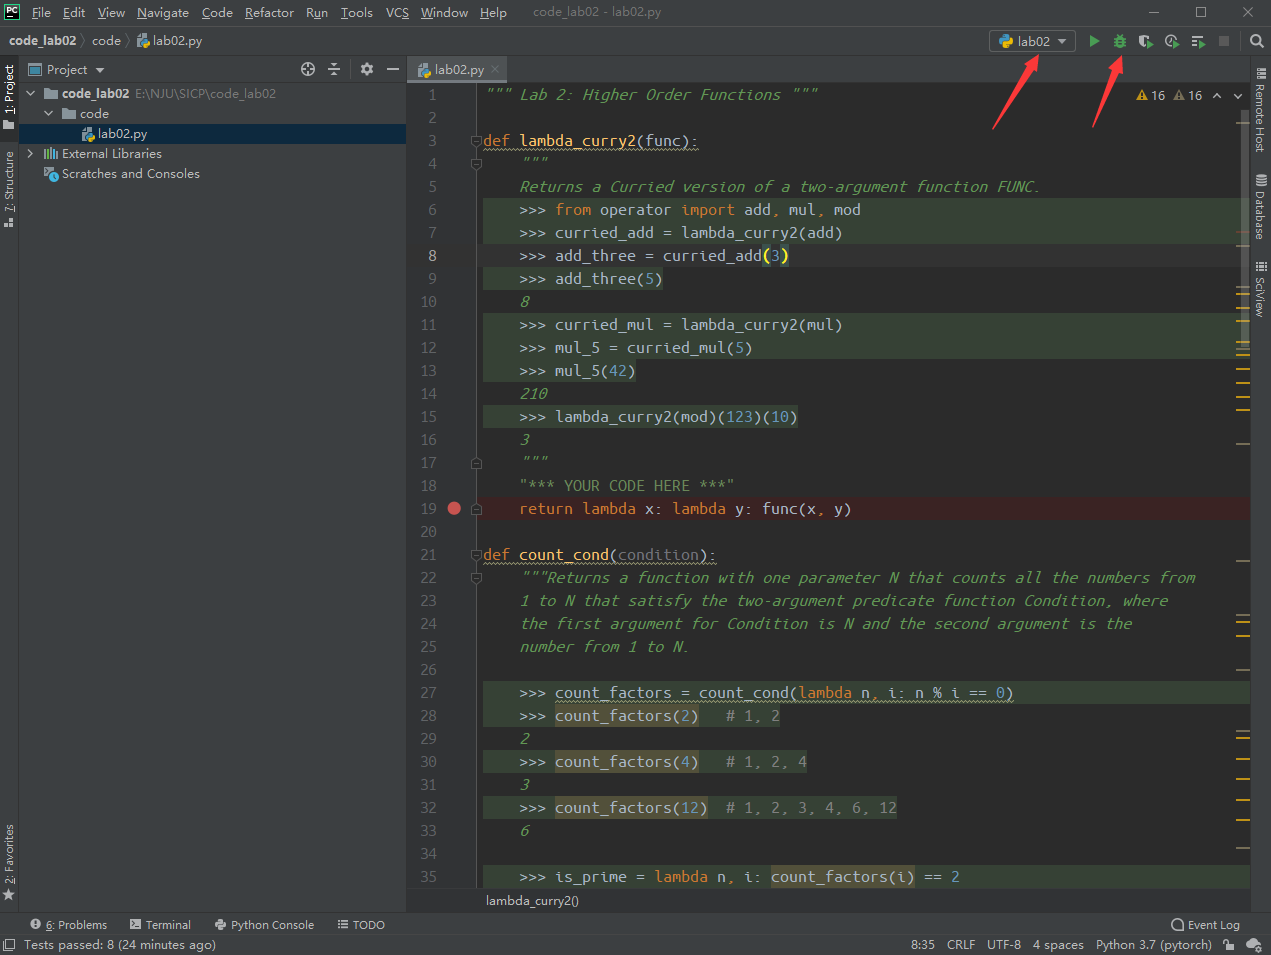 PC File Edit View Navigate Code Refactor Run Tools VCS Window Help code_lab02 - lab02.py
code_lab02 code lab02.py lab02
1: Project
Project
code_lab02 E:\NJU\SICP\code_lab02
code
lab02.py
External Libraries
Scratches and Consoles
7: Structure
2: Favorites
lab02.py
16 16
1 """ Lab 2: Higher Order Functions """
2
3 def lambda_curry2(func):
4 """
5 Returns a Curried version of a two-argument function FUNC.
6 >>> from operator import add, mul, mod
7 >>> curried_add = lambda_curry2(add)
8 >>> add_three = curried_add(3)
9 >>> add_three(5)
10 8
11 >>> curried_mul = lambda_curry2(mul)
12 >>> mul_5 = curried_mul(5)
13 >>> mul_5(42)
14 210
15 >>> lambda_curry2(mod)(123)(10)
16 3
17 """
18 "*** YOUR CODE HERE ***"
19 return lambda x: lambda y: func(x, y)
20
21 def count_cond(condition):
22 """Returns a function with one parameter N that counts all the numbers from
23 1 to N that satisfy the two-argument predicate function Condition, where
24 the first argument for Condition is N and the second argument is the
25 number from 1 to N.
26
27 >>> count_factors = count_cond(lambda n, i: n % i == 0)
28 >>> count_factors(2) # 1, 2
29 2
30 >>> count_factors(4) # 1, 2, 4
31 3
32 >>> count_factors(12) # 1, 2, 3, 4, 6, 12
33 6
34
35 >>> is_prime = lambda n, i: count_factors(i) == 2
lambda_curry2()
Remote Host
Database
SciView
6: Problems Terminal Python Console TODO Event Log
Tests passed: 8 (24 minutes ago) 8:35 CRLF UTF-8 4 spaces Python 3.7 (pytorch)